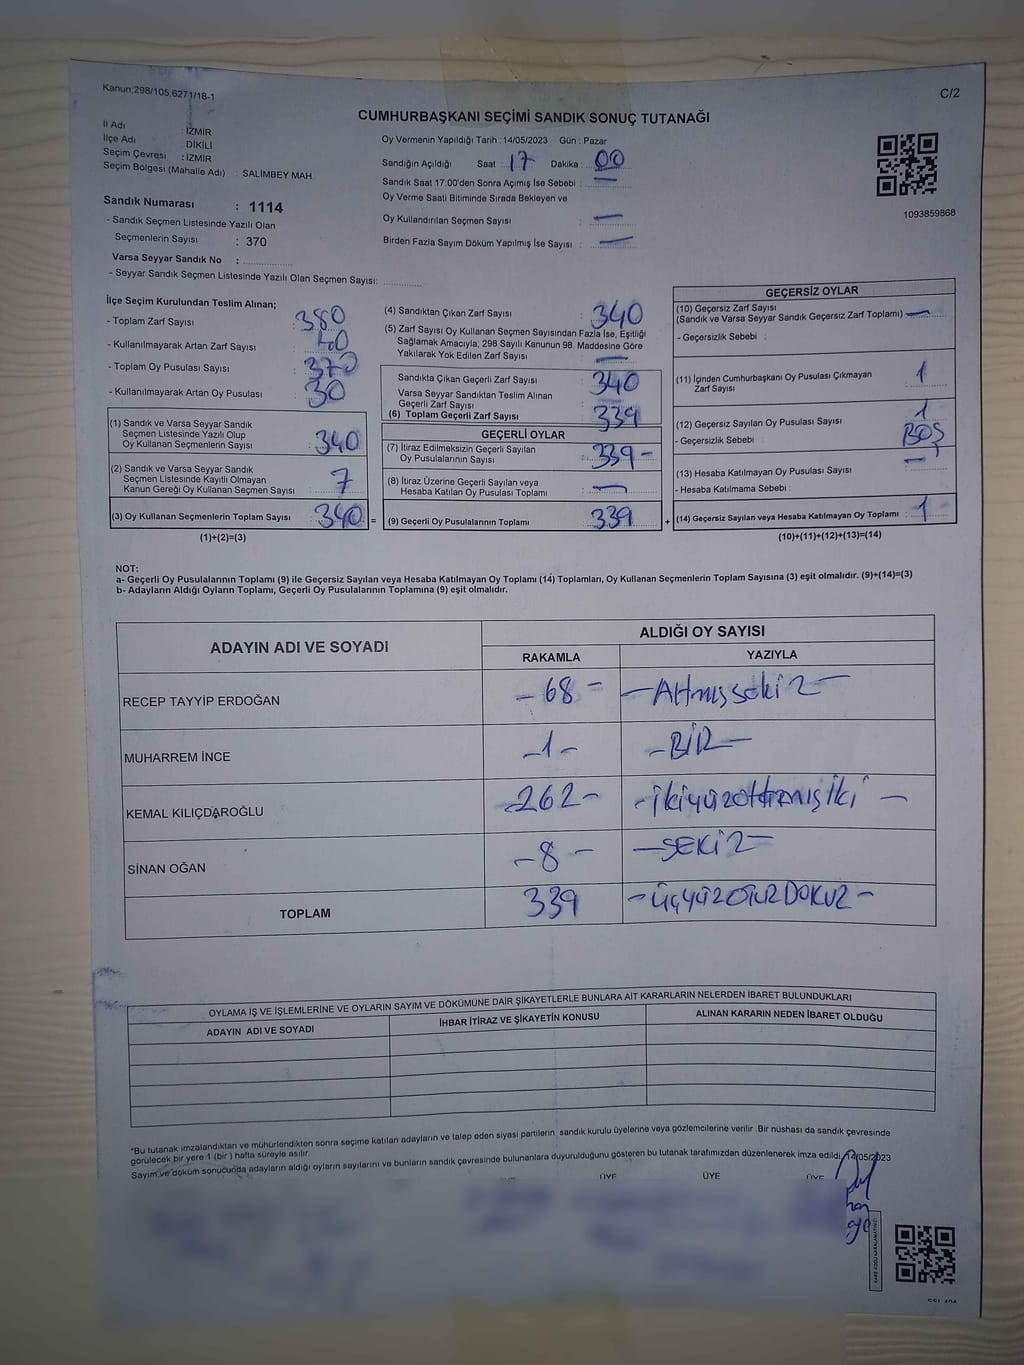 Kanun,298/105,6271/18-1
C/2
CUMHURBAŞKANI SEÇİMİ SANDIK SONUÇ TUTANAĞI
İl Adı : İZMİR
İlçe Adı DİKİLİ
Seçim Çevresi : İZMİR
Seçim Bölgesi (Mahalle Adı) : SALİMBEY MAH
Oy Vermenin Yapıldığı Tarih : 14/05/2023 Gün : Pazar
Sandığın Açıldığı Saat : 17 Dakika : 00
Sandık Saat 17:00'den Sonra Açımış İse Sebebi : —
Oy Verme Saati Bitiminde Sırada Bekleyen ve
Oy Kullandırılan Seçmen Sayısı : —
Birden Fazla Sayım Döküm Yapılmış İse Sayısı : —
1093859868
Sandık Numarası : 1114
- Sandık Seçmen Listesinde Yazılı Olan
Seçmenlerin Sayısı : 370
Varsa Seyyar Sandık No :
- Seyyar Sandık Seçmen Listesinde Yazılı Olan Seçmen Sayısı:
İlçe Seçim Kurulundan Teslim Alınan;
- Toplam Zarf Sayısı : 380
- Kullanılmayarak Artan Zarf Sayısı : 40
- Toplam Oy Pusulası Sayısı : 370
- Kullanılmayarak Artan Oy Pusulası : 30
(1) Sandık ve Varsa Seyyar Sandık
Seçmen Listesinde Yazılı Olup
Oy Kullanan Seçmenlerin Sayısı : 340
(2) Sandık ve Varsa Seyyar Sandık
Seçmen Listesinde Kayıtlı Olmayan
Kanun Gereği Oy Kullanan Seçmen Sayısı : 7
(3) Oy Kullanan Seçmenlerin Toplam Sayısı : 340 =
(1)+(2)=(3)
(4) Sandıktan Çıkan Zarf Sayısı : 340
(5) Zarf Sayısı Oy Kullanan Seçmen Sayısından Fazla İse, Eşitliği
Sağlamak Amacıyla; 298 Sayılı Kanunun 98. Maddesine Göre
Yakılarak Yok Edilen Zarf Sayısı : —
Sandıkta Çıkan Geçerli Zarf Sayısı : 340
Varsa Seyyar Sandıktan Teslim Alınan
Geçerli Zarf Sayısı :
(6) Toplam Geçerli Zarf Sayısı : 339
GEÇERLİ OYLAR
(7) İtiraz Edilmeksizin Geçerli Sayılan
Oy Pusulalarının Sayısı : 339 -
(8) İtiraz Üzerine Geçerli Sayılan veya
Hesaba Katılan Oy Pusulası Toplamı : —
(9) Geçerli Oy Pusulalarının Toplamı : 339 +
GEÇERSİZ OYLAR
(10) Geçersiz Zarf Sayısı
(Sandık ve Varsa Seyyar Sandık Geçersiz Zarf Toplamı) —
- Geçersizlik Sebebi :
(11) İçinden Cumhurbaşkanı Oy Pusulası Çıkmayan
Zarf Sayısı : 1
(12) Geçersiz Sayılan Oy Pusulası Sayısı : 1
- Geçersizlik Sebebi : BOŞ
(13) Hesaba Katılmayan Oy Pusulası Sayısı : —
- Hesaba Katılmama Sebebi :
(14) Geçersiz Sayılan veya Hesaba Katılmayan Oy Toplamı : 1
(10)+(11)+(12)+(13)=(14)
NOT:
a- Geçerli Oy Pusulalarının Toplamı (9) ile Geçersiz Sayılan veya Hesaba Katılmayan Oy Toplamı (14) Toplamları, Oy Kullanan Seçmenlerin Toplam Sayısına (3) eşit olmalıdır. (9)+(14)=(3)
b- Adayların Aldığı Oyların Toplamı, Geçerli Oy Pusulalarının Toplamına (9) eşit olmalıdır.
ADAYIN ADI VE SOYADI ALDIĞI OY SAYISI
RAKAMLA YAZIYLA
RECEP TAYYİP ERDOĞAN - 68 - - Altmışsekiz -
MUHARREM İNCE - 1 - - BİR -
KEMAL KILIÇDAROĞLU - 262 - - ikiyüzaltmışiki -
SİNAN OĞAN - 8 - - SEKİZ -
TOPLAM 339 - üçyüzotuzDOKUZ -
OYLAMA İŞ VE İŞLEMLERİNE VE OYLARIN SAYIM VE DÖKÜMÜNE DAİR ŞİKAYETLERLE BUNLARA AİT KARARLARIN NELERDEN İBARET BULUNDUKLARI
ADAYIN ADI VE SOYADI İHBAR İTİRAZ VE ŞİKAYETİN KONUSU ALINAN KARARIN NEDEN İBARET OLDUĞU
"Bu tutanak imzalandıktan ve mühürlendikten sonra seçime katılan adayların ve talep eden siyasi partilerin, sandık kurulu üyelerine veya gözlemcilerine verilir .Bir nüshası da sandık çevresinde
görülecek bir yere 1 (bir ) hafta süreyle asılır.
Sayım ve döküm sonucunda adayların aldığı oyların sayılarını ve bunların sandık çevresinde bulunanlara duyurulduğunu gösteren bu tutanak tarafımızdan düzenlenerek imza edildi. 14/05/2023
ÜYE ÜYE ÜYE